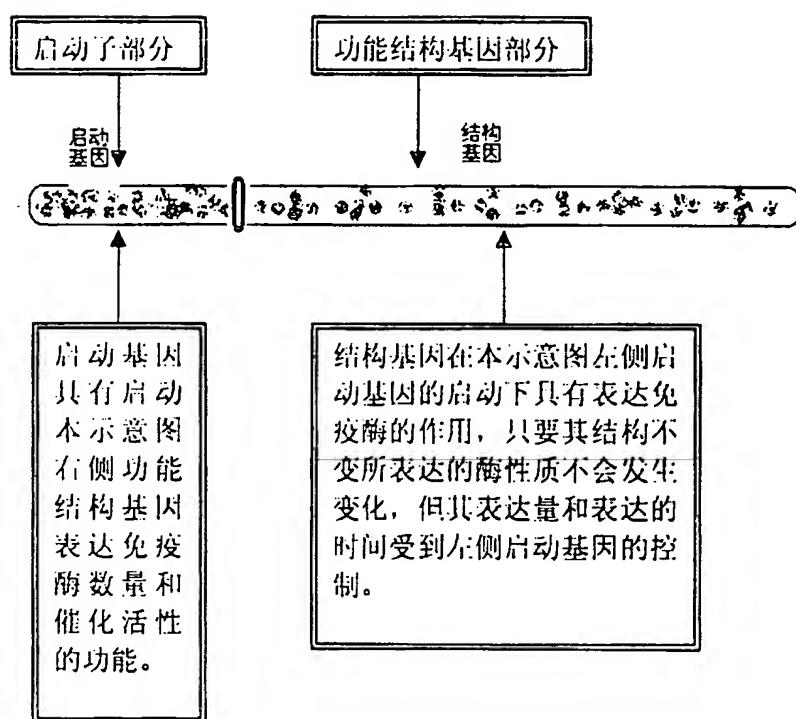 启动子部分
功能结构基因部分
启动
基因
结构
基因
启动基因
具有启动
本示意图
右侧功能
结构基因
表达免疫
酶数量和
催化活性
的功能。
结构基因在本示意图左侧启
动基因的启动下具有表达免
疫酶的作用，只要其结构不
变所表达的酶性质不会发生
变化，但其表达量和表达的
时间受到左侧启动基因的控
制。